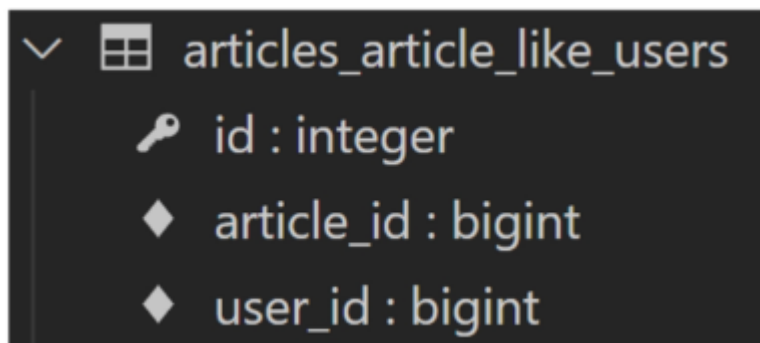 articles_article_like_users
id : integer
article_id : bigint
user_id : bigint